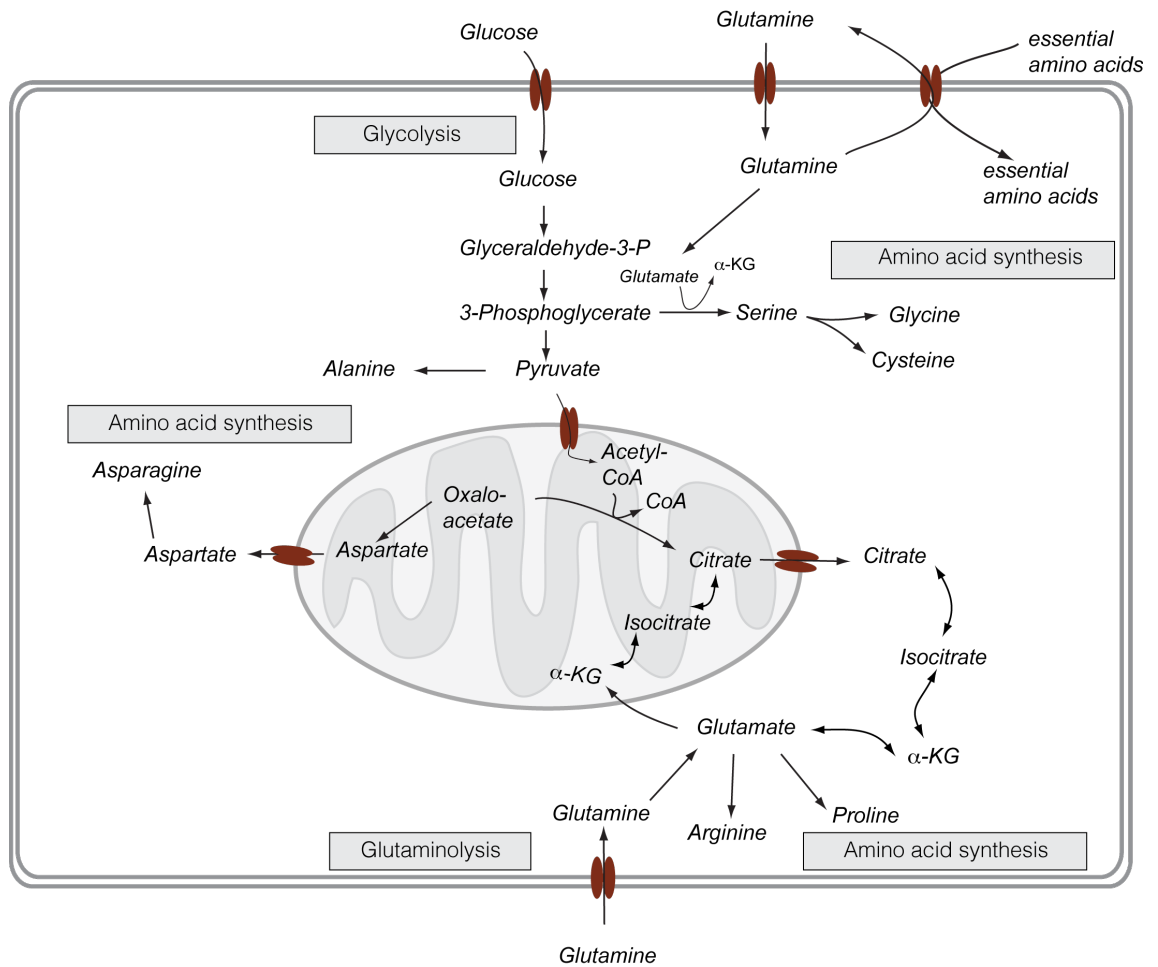 Glutamine
Glucose
essential
amino acids
Glycolysis
Glutamine
Glucose
essential
amino acids
Glyceraldehyde-3-P
Amino acid synthesis
α-KG
Glutamate
3-Phosphoglycerate
Serine
Glycine
Cysteine
Alanine
Pyruvate
Amino acid synthesis
Asparagine
Acetyl-
CoA
Oxalo-
acetate
CoA
Aspartate
Aspartate
Citrate
Citrate
Isocitrate
Isocitrate
α-KG
Glutamate
α-KG
Glutamine
Arginine
Proline
Glutaminolysis
Amino acid synthesis
Glutamine